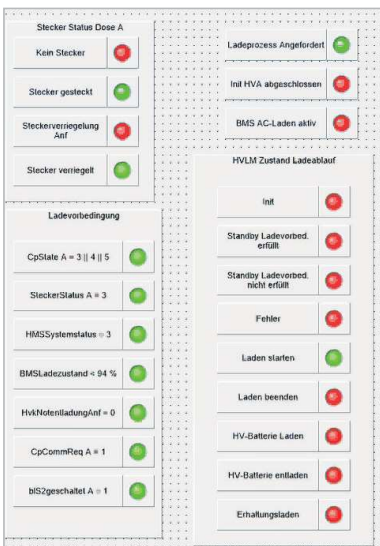 Stecker Status Dose A
Kein Stecker
Stecker gesteckt
Steckerverriegelung
Anf
Stecker verriegelt
Ladeprozess Angefordert
Init HVA abgeschlossen
BMS AC-Laden aktiv
Ladevorbedingung
CpState A = 3 || 4 || 5
SteckerStatus A = 3
HMSSystemstatus = 3
BMSLadezustand < 94 %
HvkNotentladungAnf = 0
CpCommReq A = 1
blS2geschaltet A = 1
HVLM Zustand Ladeablauf
Init
Standby Ladevorbed.
erfüllt
Standby Ladevorbed.
nicht erfüllt
Fehler
Laden starten
Laden beenden
HV-Batterie Laden
HV-Batterie entladen
Erhaltungsladen